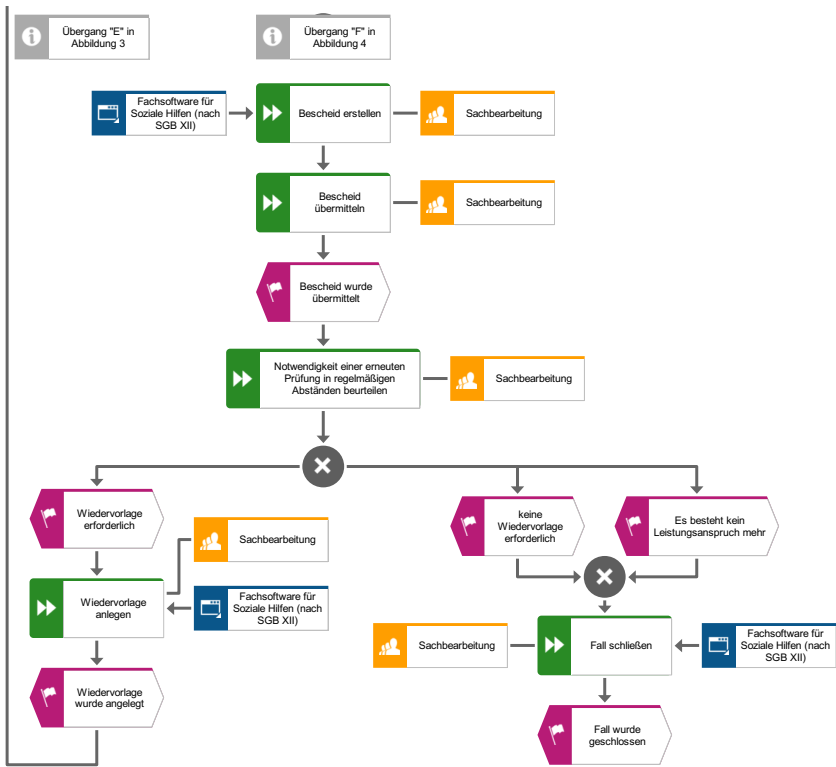 Übergang "E" in
Abbildung 3
Übergang "F" in
Abbildung 4
Fachsoftware für
Soziale Hilfen (nach
SGB XII)
Bescheid erstellen
Sachbearbeitung
Bescheid
übermitteln
Sachbearbeitung
Bescheid wurde
übermittelt
Notwendigkeit einer erneuten
Prüfung in regelmäßigen
Abständen beurteilen
Sachbearbeitung
Wiedervorlage
erforderlich
keine
Wiedervorlage
erforderlich
Es besteht kein
Leistungsanspruch mehr
Sachbearbeitung
Wiedervorlage
anlegen
Fachsoftware für
Soziale Hilfen (nach
SGB XII)
Sachbearbeitung
Fall schließen
Fachsoftware für
Soziale Hilfen (nach
SGB XII)
Wiedervorlage
wurde angelegt
Fall wurde
geschlossen